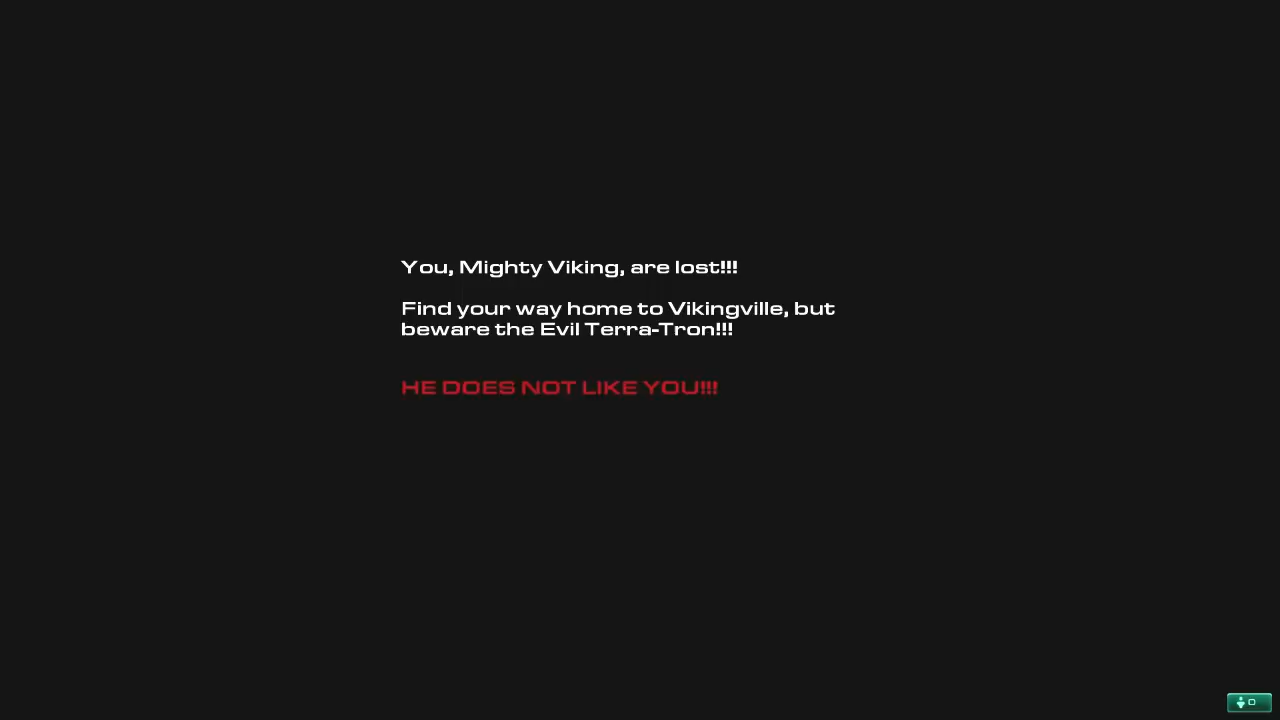 You, Mighty Viking, are lost!!!
Find your way home to Vikingville, but
beware the Evil Terra-Tron!!!
HE DOES NOT LIKE YOU!!!